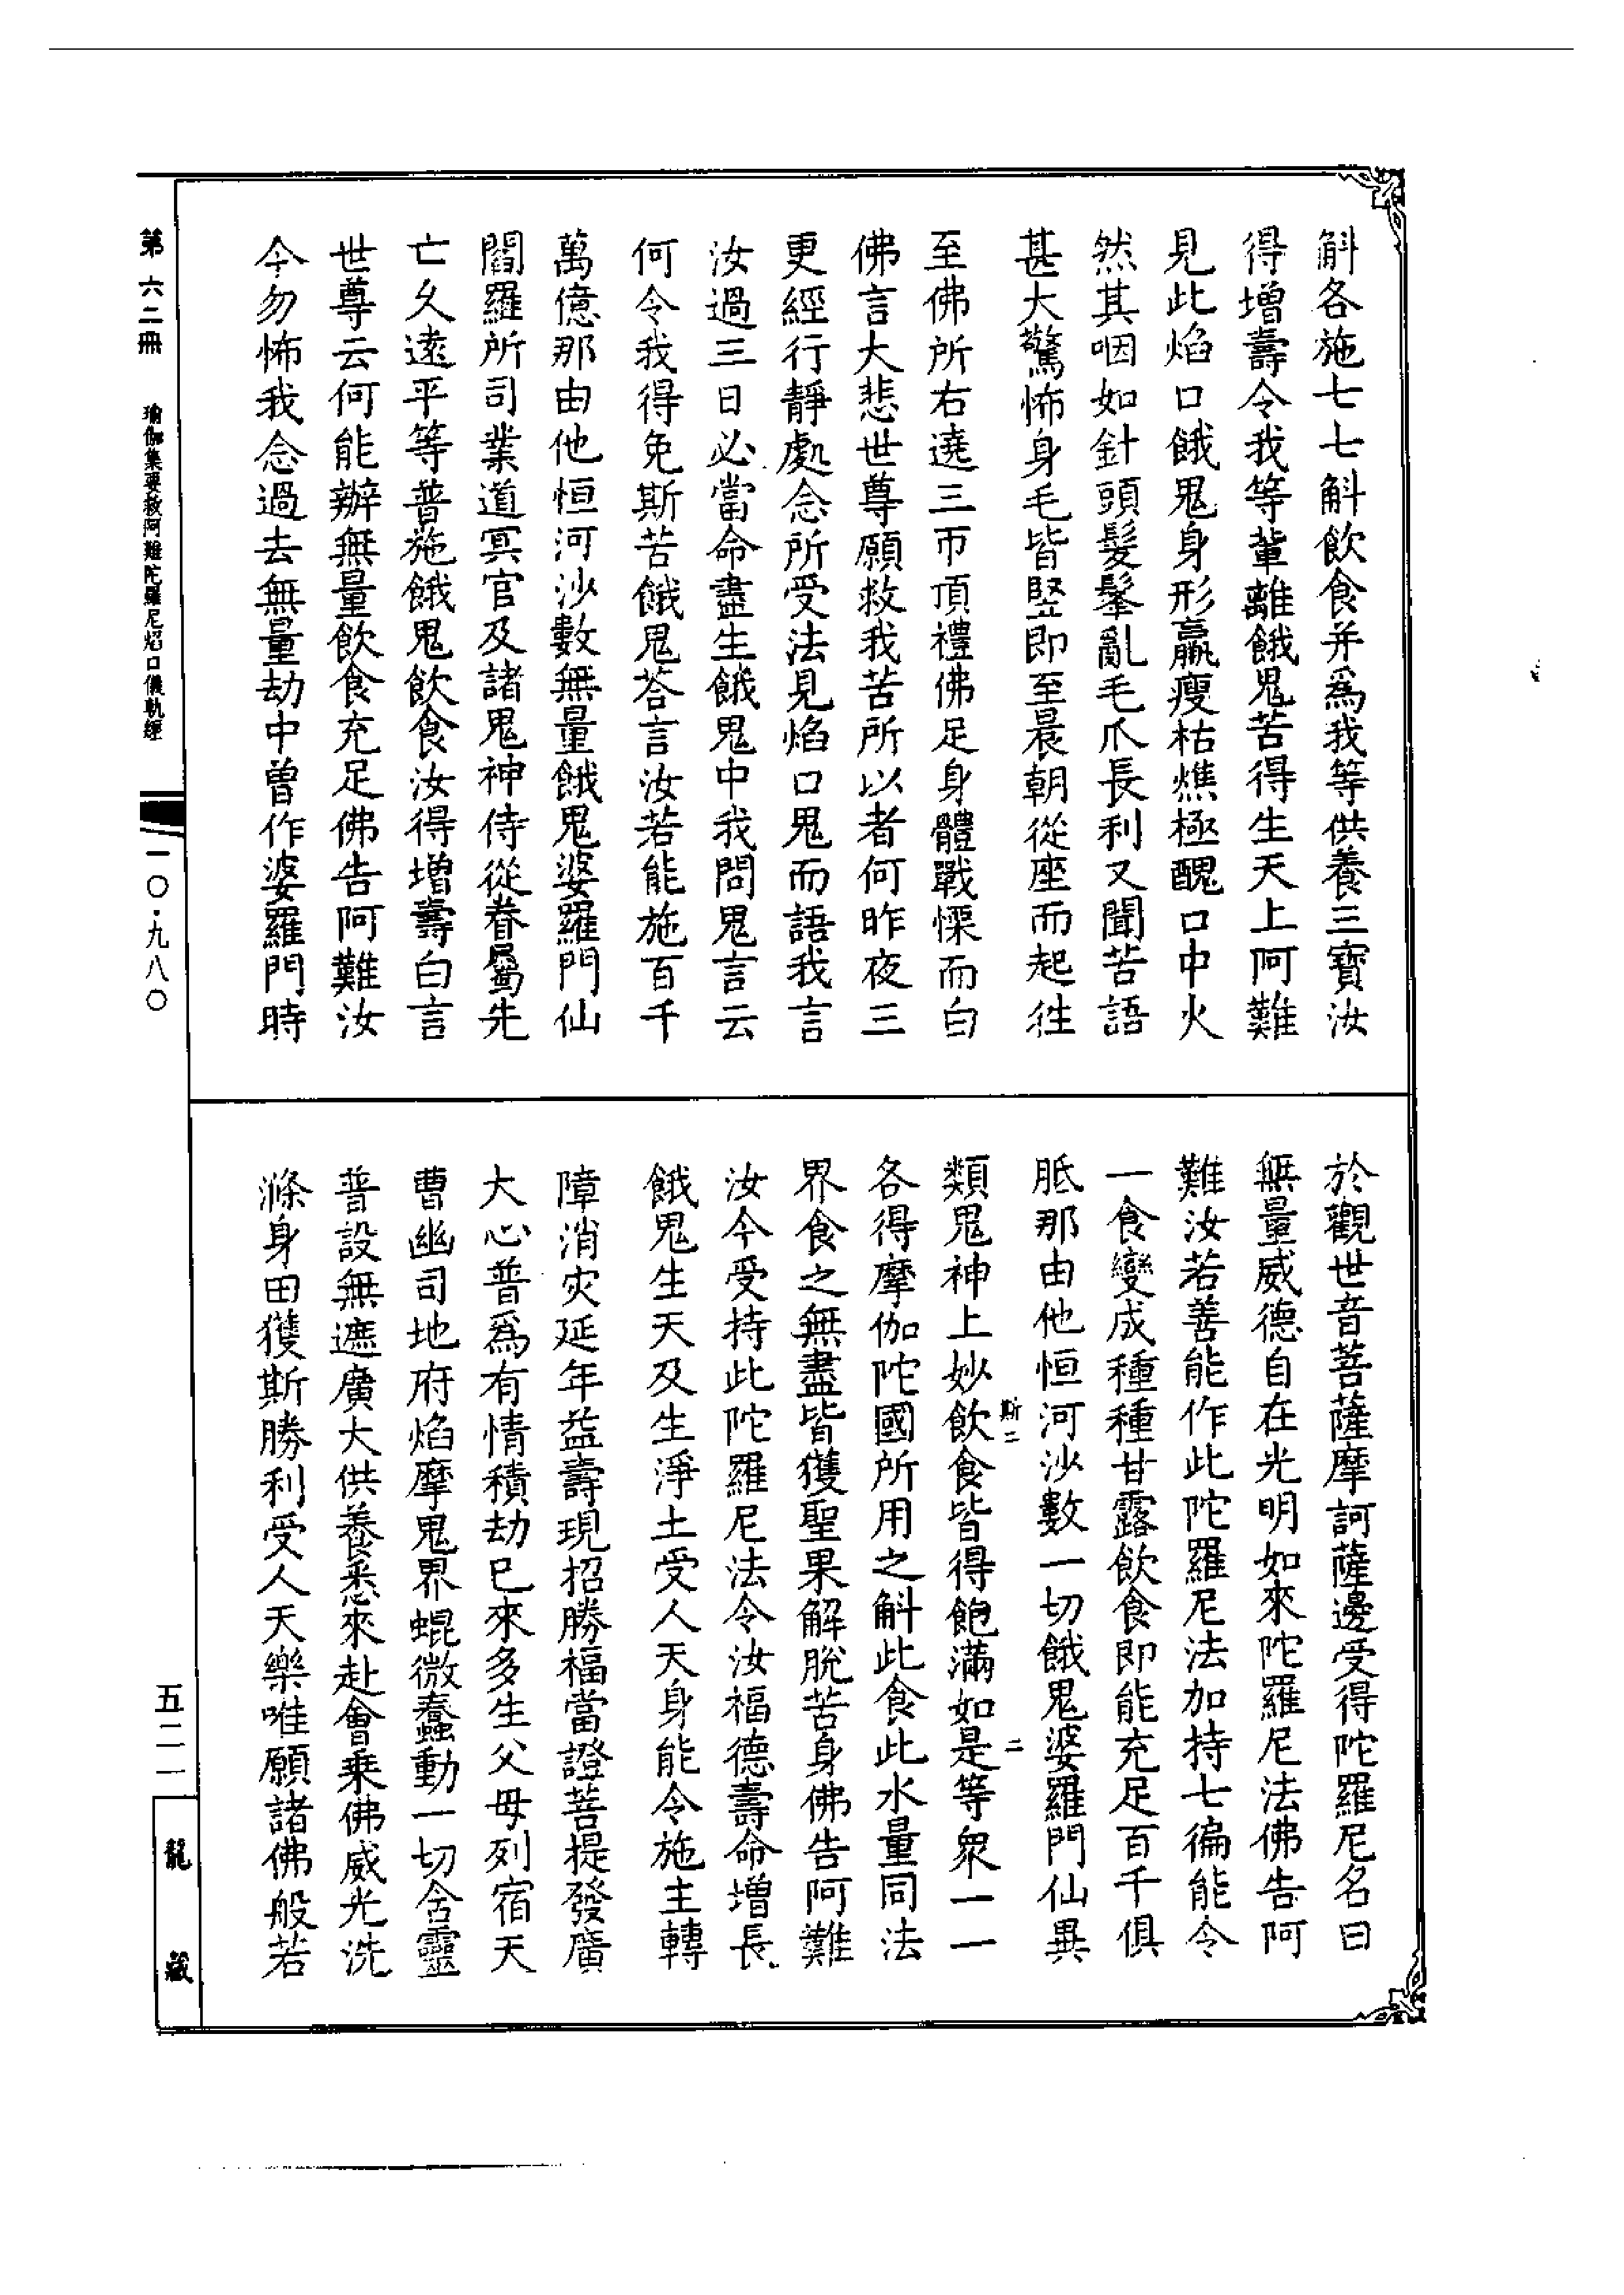 斛各施七七斛飲食并爲我等供養三寶汝
得增壽令我等輩離餓鬼苦得生天上阿難
見此焰口餓鬼身形羸瘦枯燋極醜口中火
然其咽如針頭髮髼亂毛爪長利又聞苦語
甚大驚怖身毛皆竪即至晨朝從座而起往
至佛所右遶三帀頂禮佛足身體戰慄而白
佛言大悲世尊願救我苦所以者何昨夜三
更經行靜處念所受法見焰口鬼而語我言
汝過三日必當命盡生餓鬼中我問鬼言云
何令我得免斯苦餓鬼荅言汝若能施百千
萬億那由他恒河沙數無量餓鬼婆羅門仙
閻羅所司業道冥官及諸鬼神侍從眷屬先
亡久遠平等普施餓鬼飲食汝得增壽白言
世尊云何能辦無量飲食充足佛告阿難汝
今勿怖我念過去無量劫中曾作婆羅門時
於觀世音菩薩摩訶薩邊受得陀羅尼名曰
無量威德自在光明如來陀羅尼法佛告阿
難汝若善能作此陀羅尼法加持七徧能令
一食變成種種甘露飲食即能充足百千俱
胝那由他恒河沙數一切餓鬼婆羅門仙異
斯二 二
類鬼神上妙飲食皆得飽滿如是等衆一一
各得摩伽陀國所用之斛此食此水量同法
界食之無盡皆獲聖果解脫苦身佛告阿難
汝今受持此陀羅尼法令汝福德壽命增長
餓鬼生天及生淨土受人天身能令施主轉
障消災延年益壽現招勝福當證菩提發廣
大心普爲有情積劫已來多生父母列宿天
曹幽司地府焰摩鬼界蜫微蠢動一切含靈
普設無遮廣大供養悉來赴會乗佛威光洗
滌身田獲斯勝利受人天樂唯願諸佛般若
第六二冊 瑜伽集要救阿難陀羅尼焰口儀軌經
一〇·九八〇
五二一
龍藏